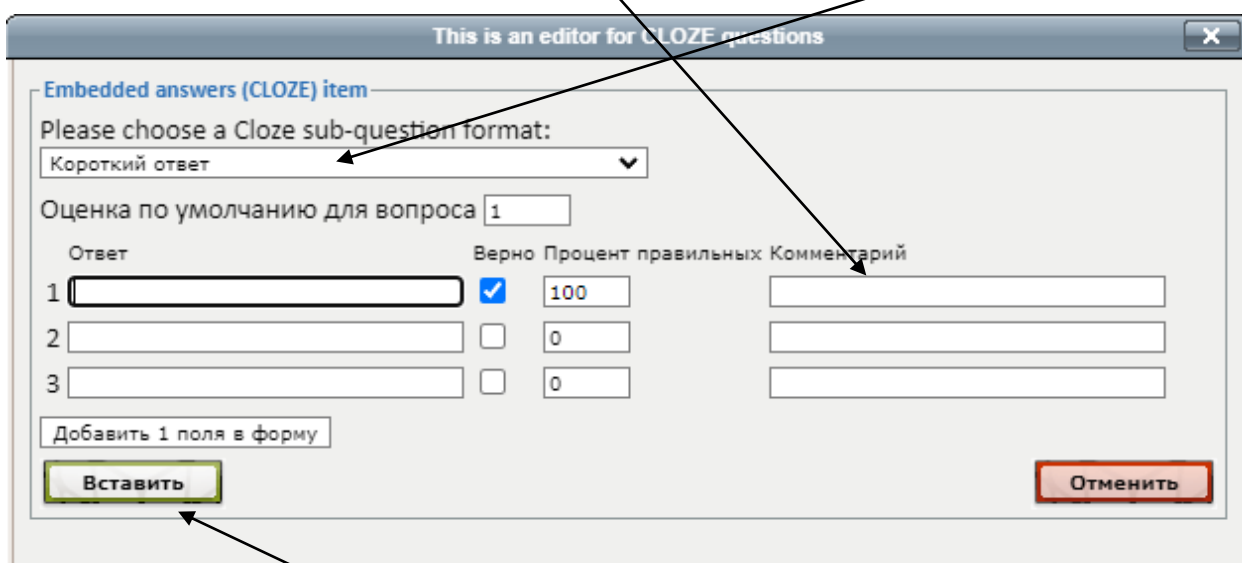 This is an editor for CLOZE questions
Embedded answers (CLOZE) item
Please choose a Cloze sub-question format:
Короткий ответ
Оценка по умолчанию для вопроса 1
Ответ Верно Процент правильных Комментарий
1 100
2 0
3 0
Добавить 1 поля в форму
Вставить Отменить